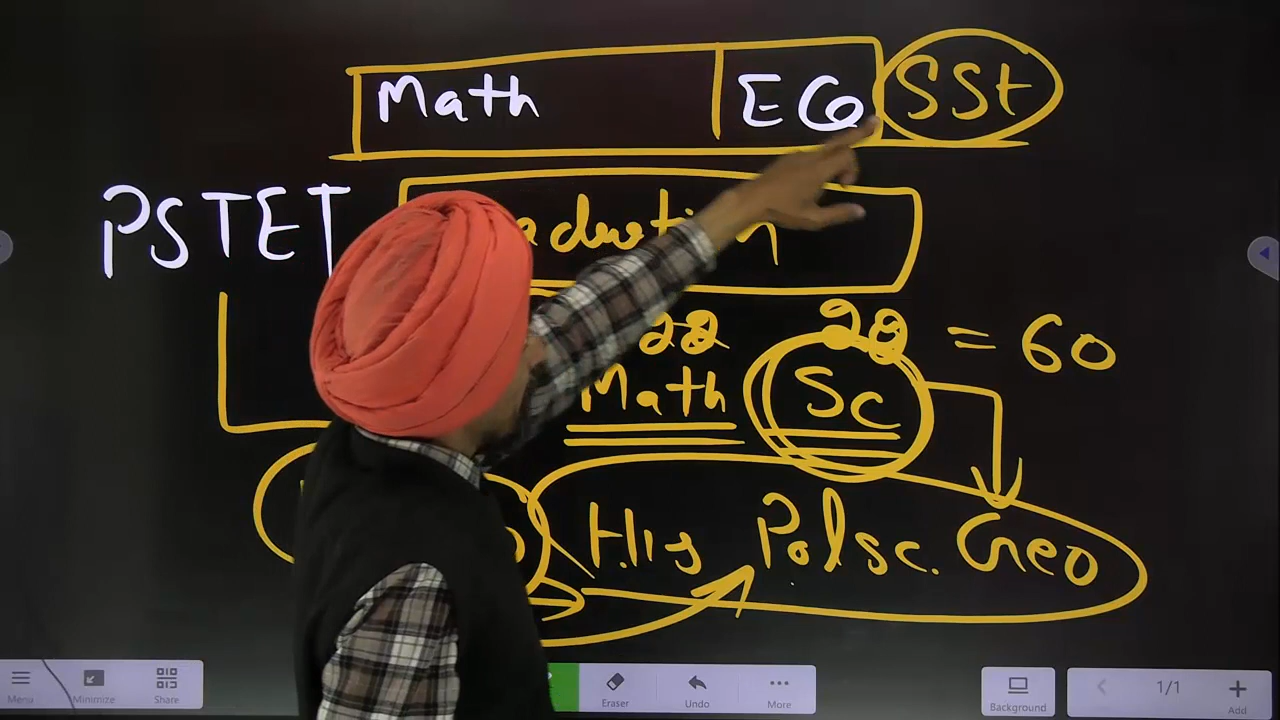 Math EG SSt
PSTET
28 = 60
Math Sc
His Polsc. Geo
Menu Minimize Share Eraser Undo More Background 1/1 Add